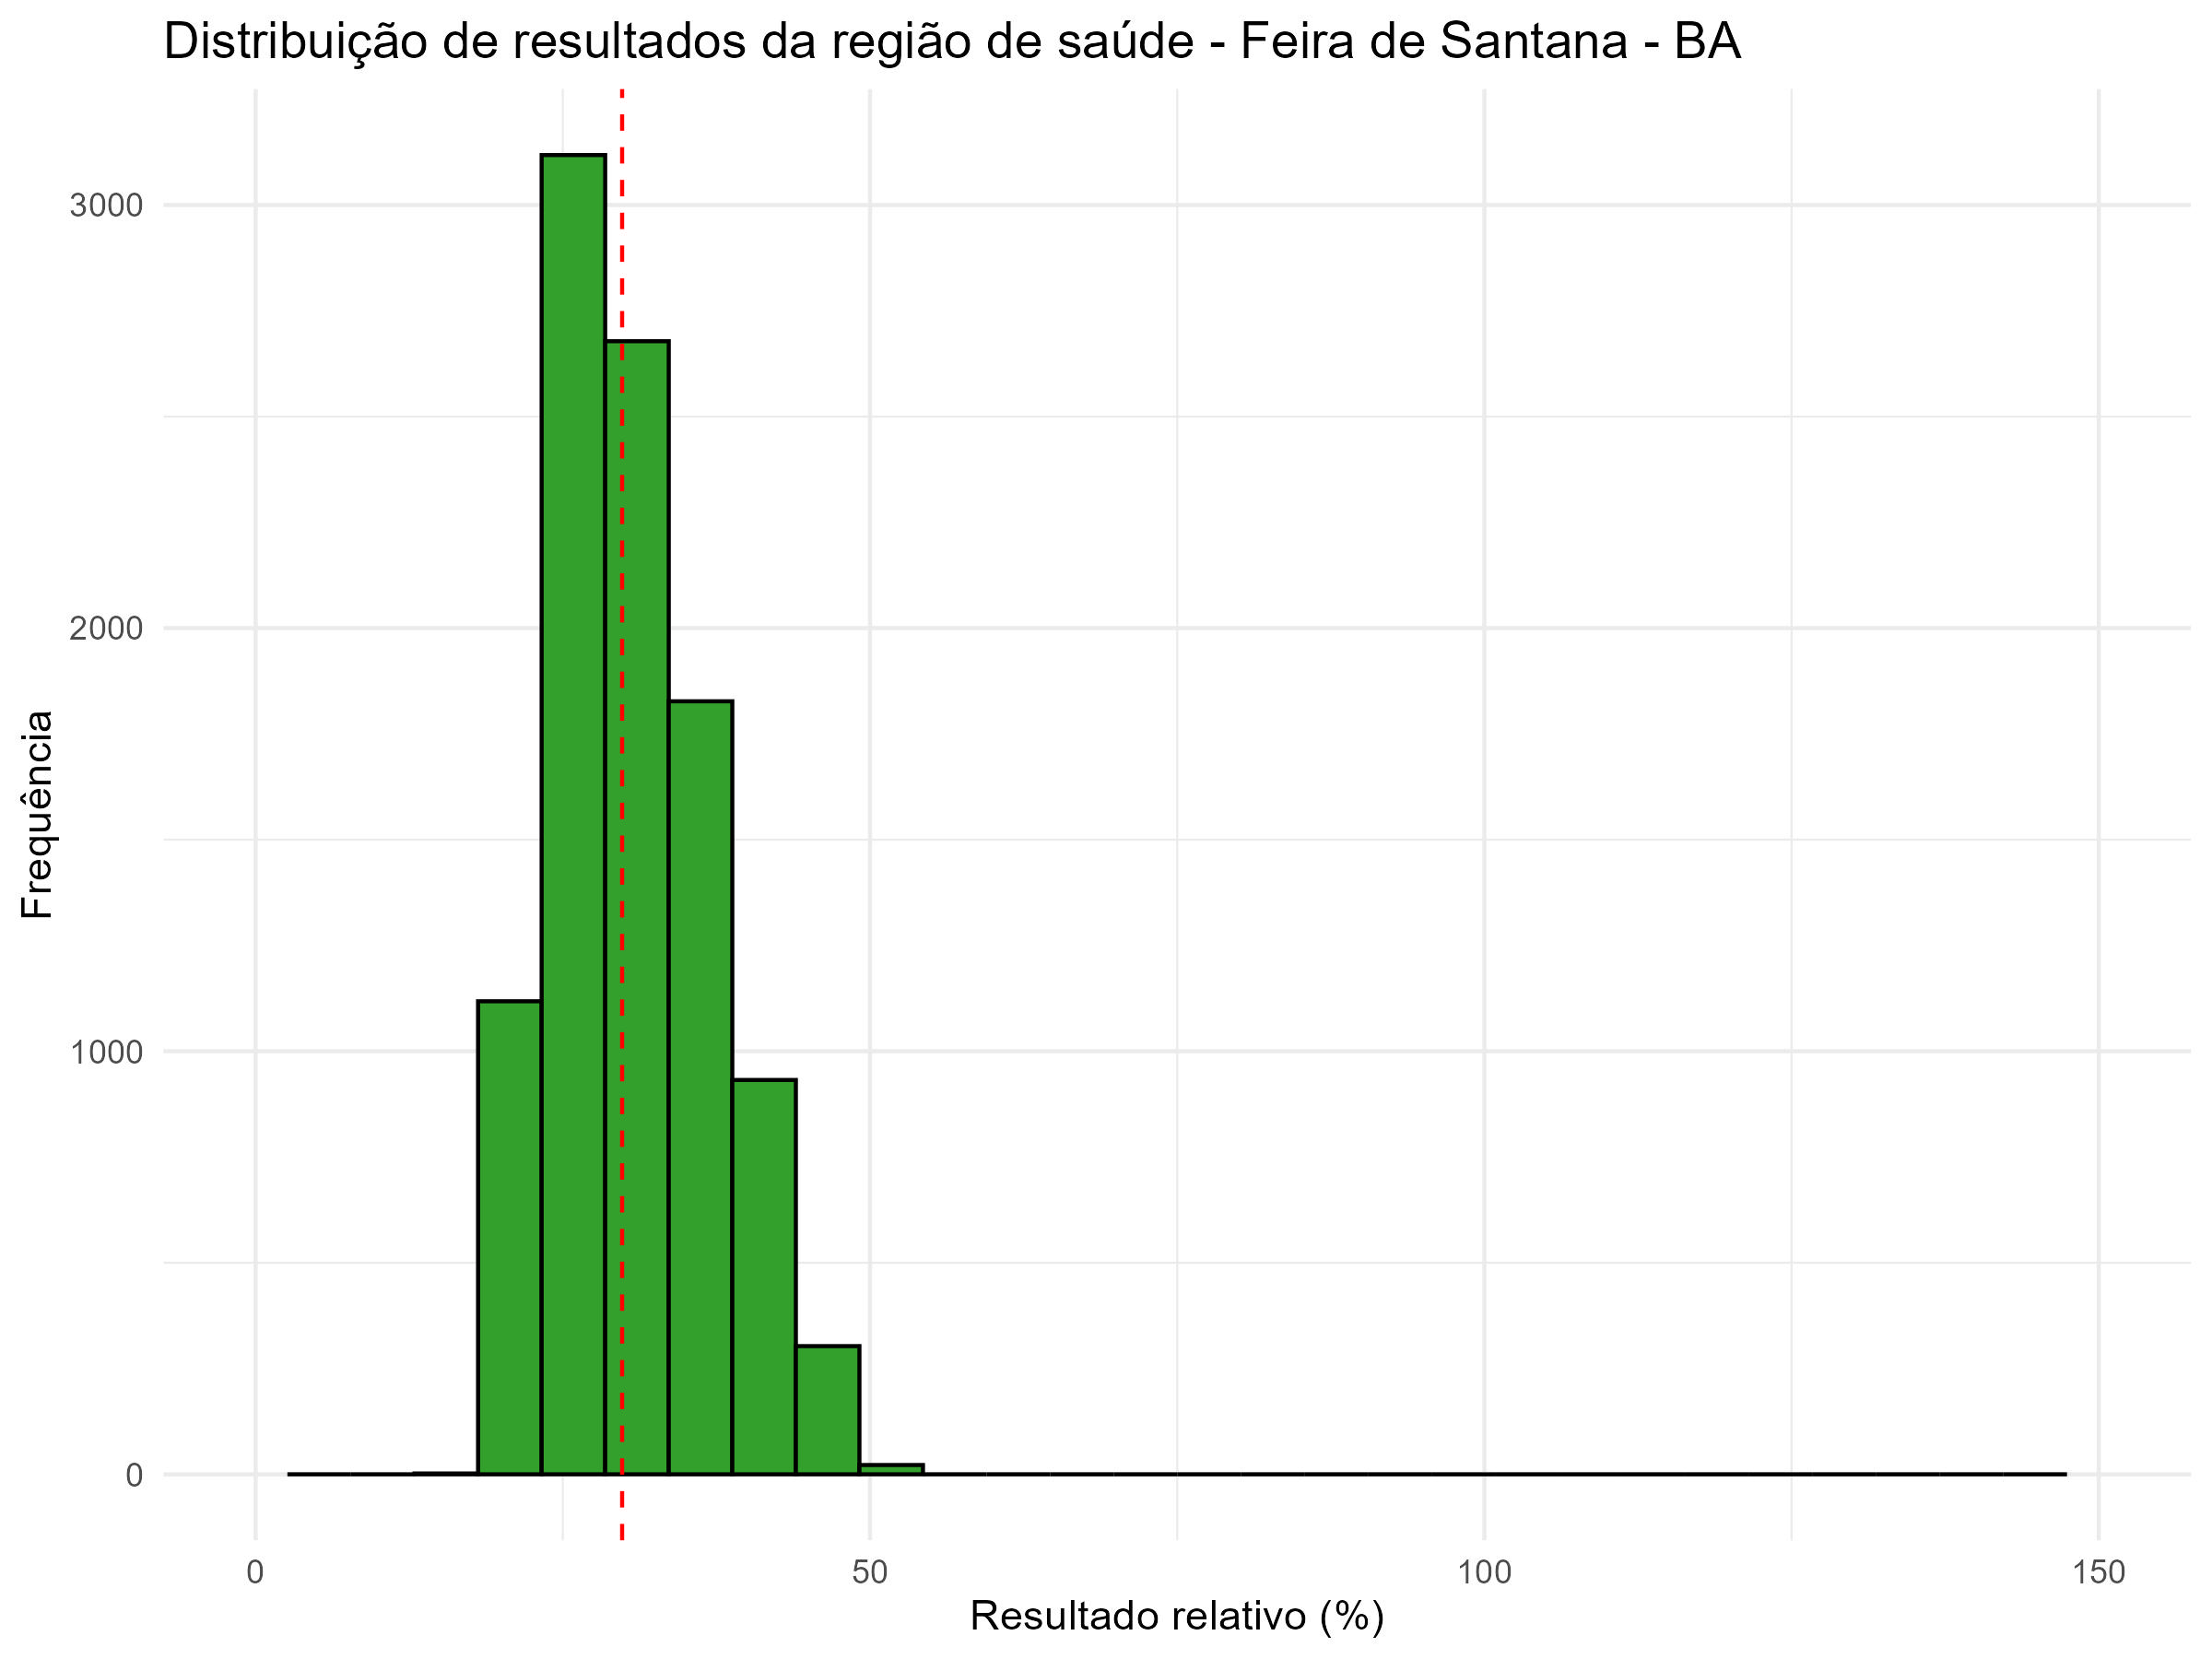 Distribuição de resultados da região de saúde - Feira de Santana - BA
Frequência
3000
2000
1000
0
0 50 100 150
Resultado relativo (%)